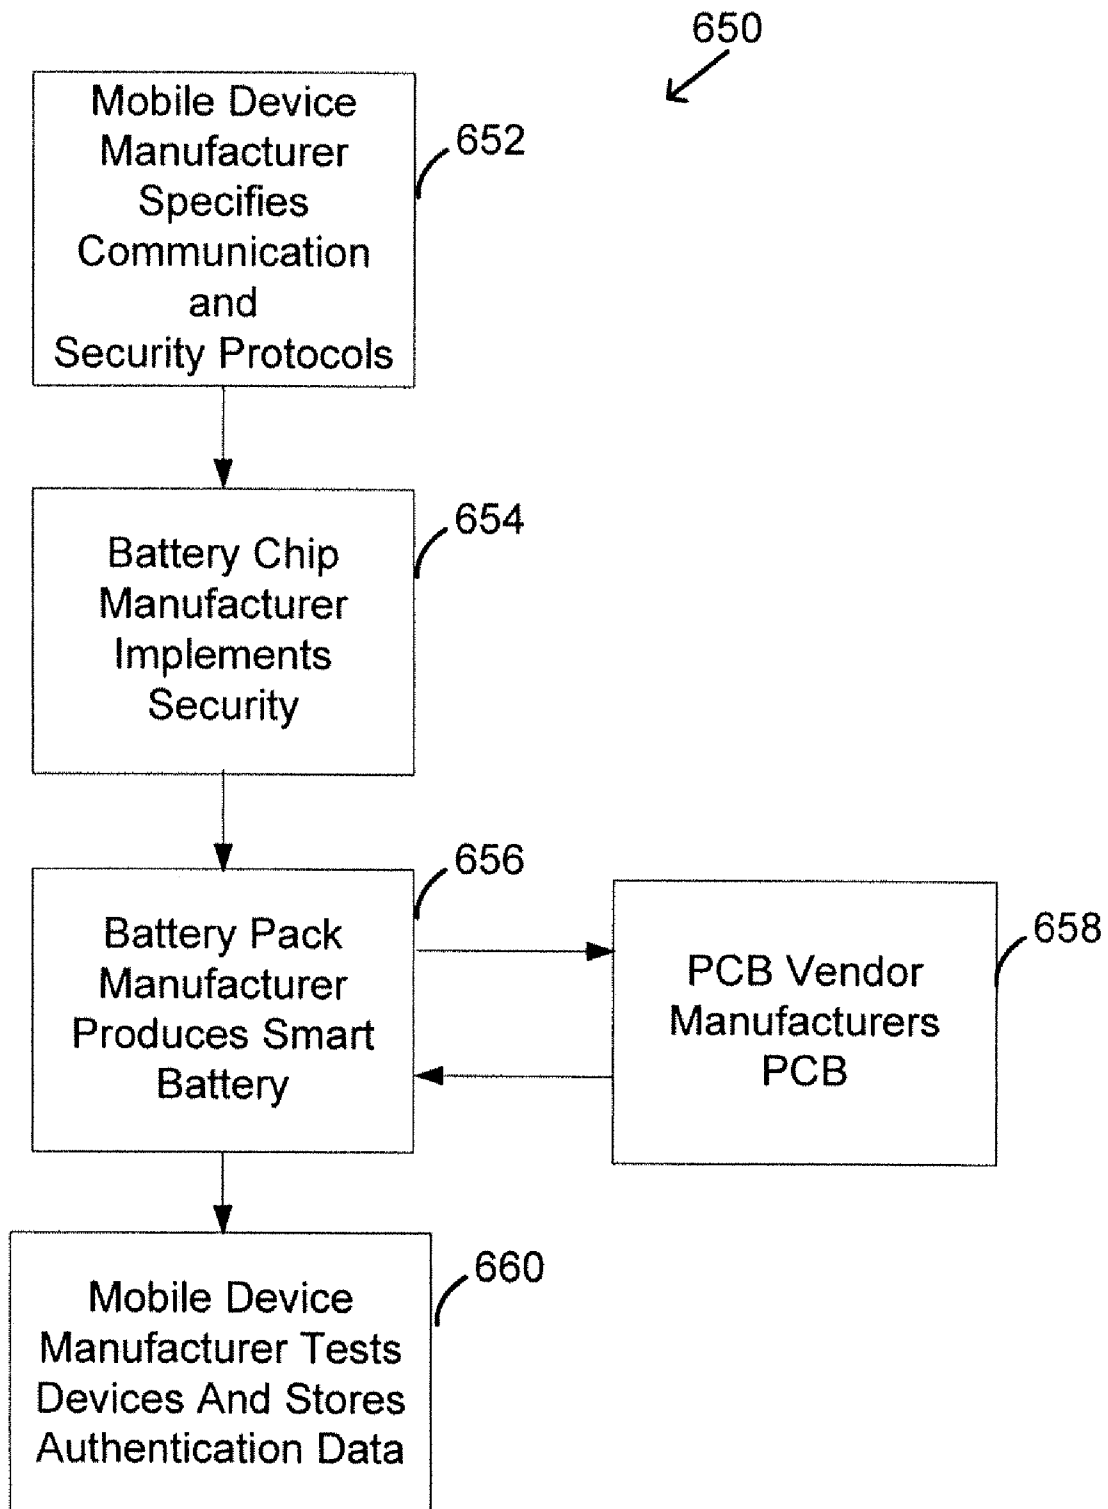 650
Mobile Device
Manufacturer
Specifies
Communication
and
Security Protocols
652
Battery Chip
Manufacturer
Implements
Security
654
Battery Pack
Manufacturer
Produces Smart
Battery
656
PCB Vendor
Manufacturers
PCB
658
Mobile Device
Manufacturer Tests
Devices And Stores
Authentication Data
660